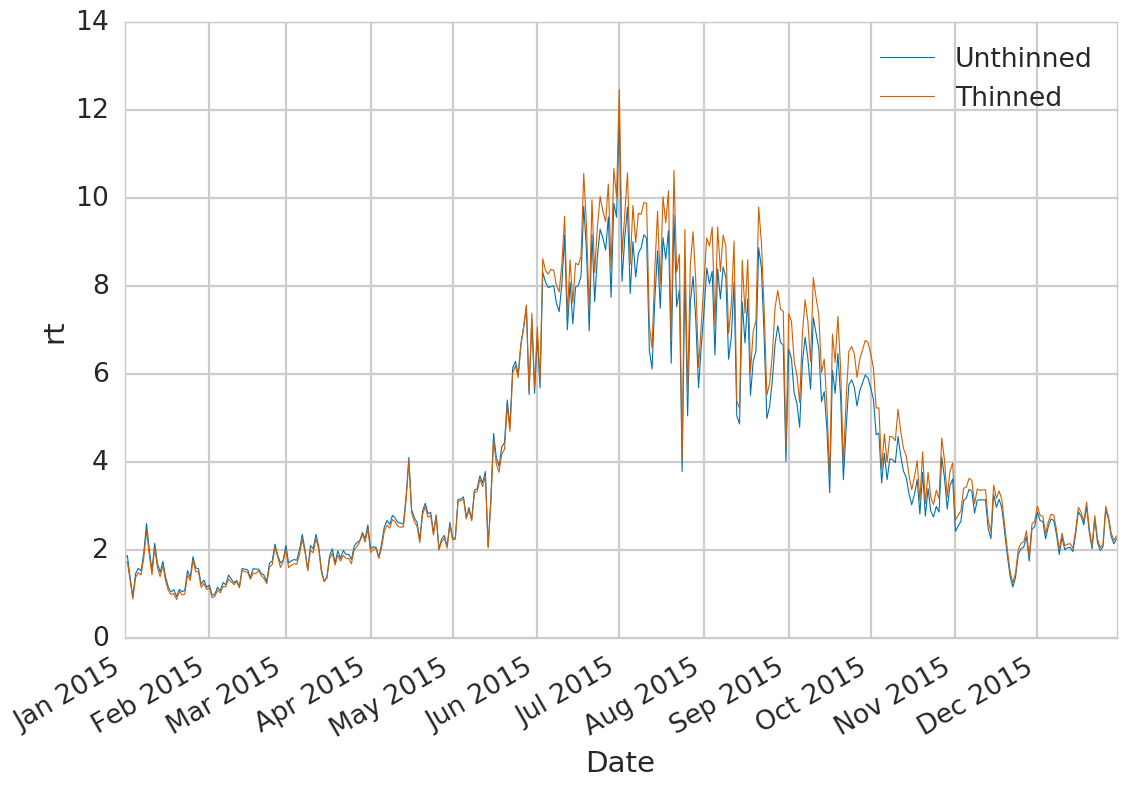 14
12
10
8
6
4
2
0
rt
Unthinned
Thinned
Jan 2015
Feb 2015
Mar 2015
Apr 2015
May 2015
Jun 2015
Jul 2015
Aug 2015
Sep 2015
Oct 2015
Nov 2015
Dec 2015
Date